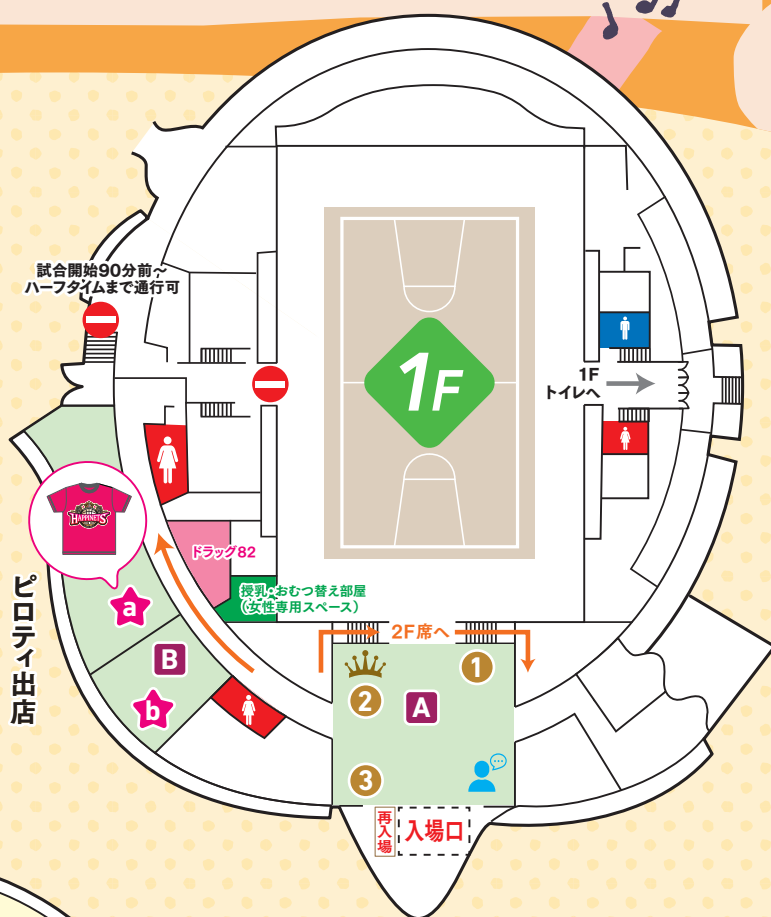 試合開始90分前~
ハーフタイムまで通行可
1F
1F
トイレへ
HAPPINETS
ドラッグ82
授乳・おむつ替え部屋
（女性専用スペース）
ピロティ出店
a
B
b
2F席へ
1
2
A
3
再入場
入場口